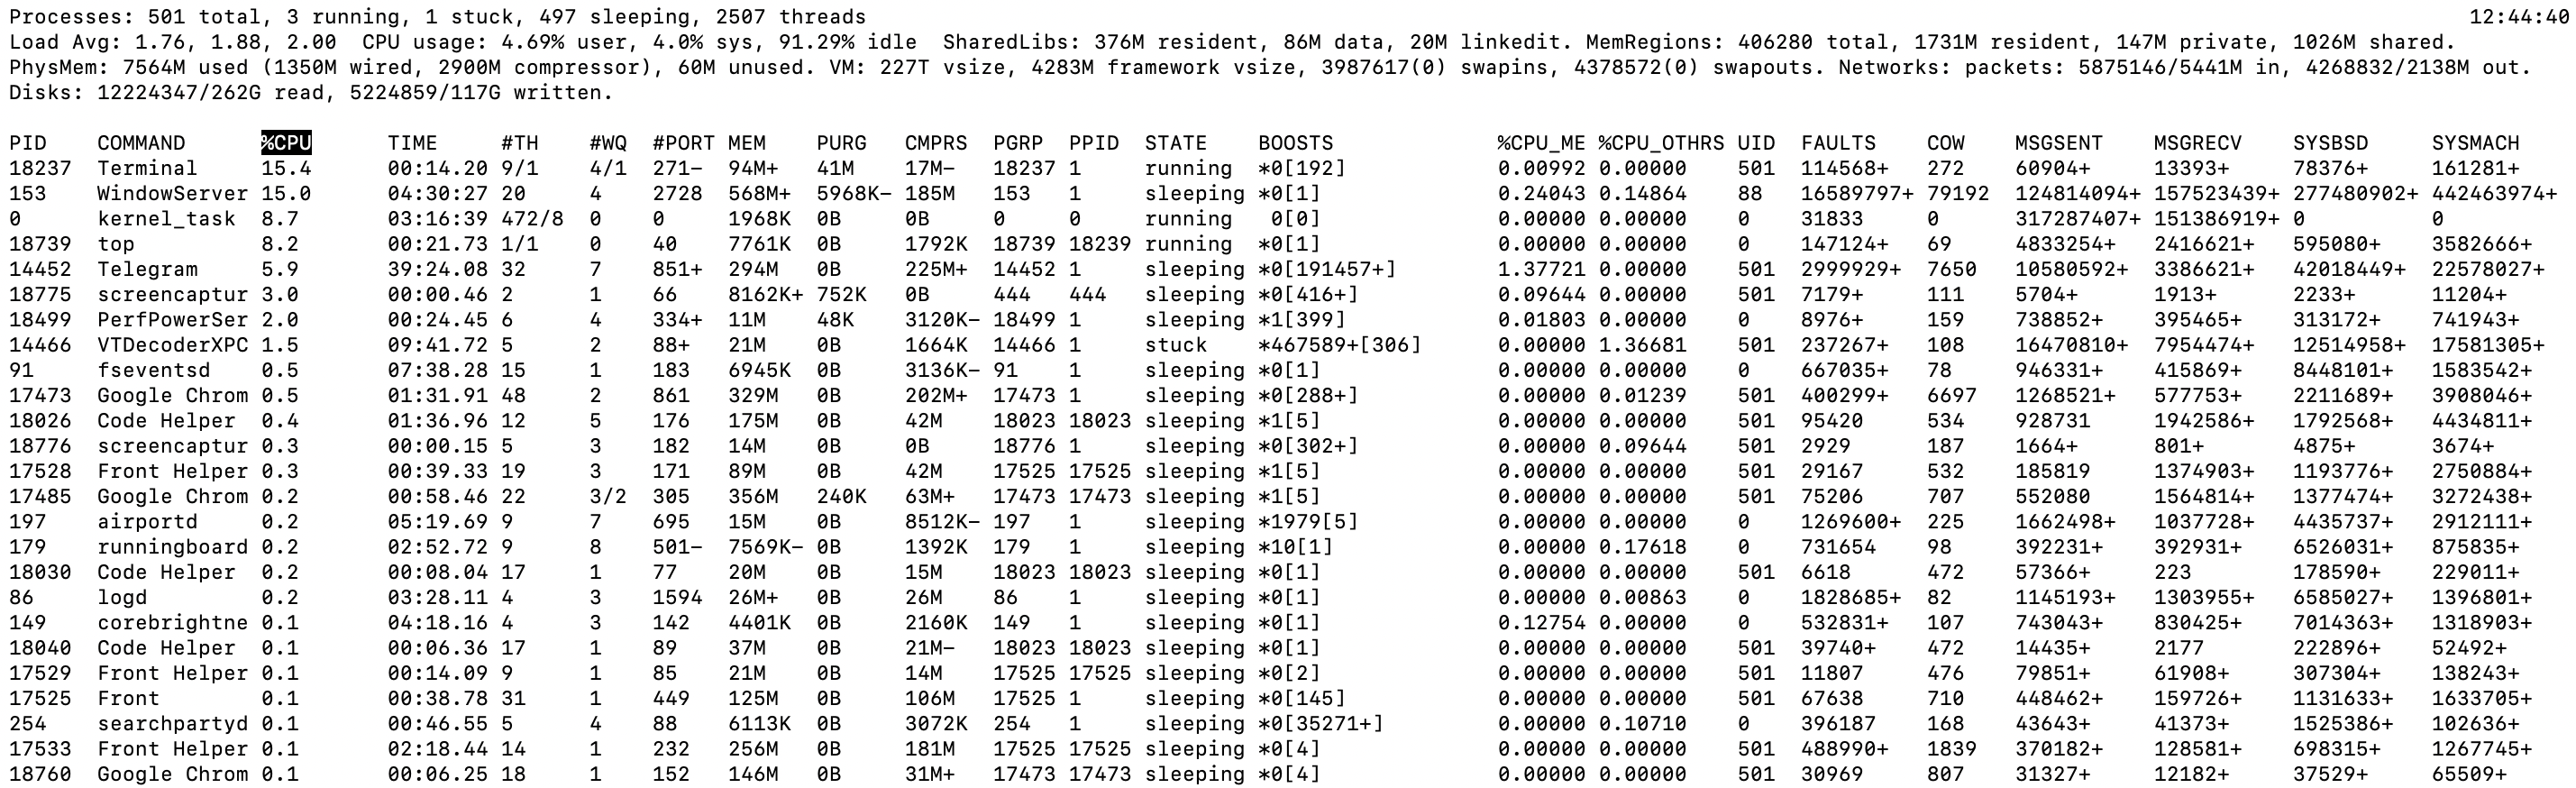 Processes: 501 total, 3 running, 1 stuck, 497 sleeping, 2507 threads 12:44:40
Load Avg: 1.76, 1.88, 2.00  CPU usage: 4.69% user, 4.0% sys, 91.29% idle  SharedLibs: 376M resident, 86M data, 20M linkedit. MemRegions: 406280 total, 1731M resident, 147M private, 1026M shared.
PhysMem: 7564M used (1350M wired, 2900M compressor), 60M unused. VM: 227T vsize, 4283M framework vsize, 3987617(0) swapins, 4378572(0) swapouts. Networks: packets: 5875146/5441M in, 4268832/2138M out.
Disks: 12224347/262G read, 5224859/117G written.
PID COMMAND %CPU TIME #TH #WQ #PORT MEM PURG CMPRS PGRP PPID STATE BOOSTS %CPU_ME %CPU_OTHRS UID FAULTS COW MSGSENT MSGRECV SYSBSD SYSMACH
18237 Terminal 15.4 00:14.20 9/1 4/1 271- 94M+ 41M 17M- 18237 1 running *0[192] 0.00992 0.00000 501 114568+ 272 60904+ 13393+ 78376+ 161281+
153 WindowServer 15.0 04:30:27 20 4 2728 568M+ 5968K- 185M 153 1 sleeping *0[1] 0.24043 0.14864 88 16589797+ 79192 124814094+ 157523439+ 277480902+ 442463974+
0 kernel_task 8.7 03:16:39 472/8 0 0 1968K 0B 0B 0 0 running 0[0] 0.00000 0.00000 0 31833 0 317287407+ 151386919+ 0 0
18739 top 8.2 00:21.73 1/1 0 40 7761K 0B 1792K 18739 18239 running *0[1] 0.00000 0.00000 0 147124+ 69 4833254+ 2416621+ 595080+ 3582666+
14452 Telegram 5.9 39:24.08 32 7 851+ 294M 0B 225M+ 14452 1 sleeping *0[191457+] 1.37721 0.00000 501 2999929+ 7650 10580592+ 3386621+ 42018449+ 22578027+
18775 screencaptur 3.0 00:00.46 2 1 66 8162K+ 752K 0B 444 444 sleeping *0[416+] 0.09644 0.00000 501 7179+ 111 5704+ 1913+ 2233+ 11204+
18499 PerfPowerSer 2.0 00:24.45 6 4 334+ 11M 48K 3120K- 18499 1 sleeping *1[399] 0.01803 0.00000 0 8976+ 159 738852+ 395465+ 313172+ 741943+
14466 VTDecoderXPC 1.5 09:41.72 5 2 88+ 21M 0B 1664K 14466 1 stuck *467589+[306] 0.00000 1.36681 501 237267+ 108 16470810+ 7954474+ 12514958+ 17581305+
91 fseventsd 0.5 07:38.28 15 1 183 6945K 0B 3136K- 91 1 sleeping *0[1] 0.00000 0.00000 0 667035+ 78 946331+ 415869+ 8448101+ 1583542+
17473 Google Chrom 0.5 01:31.91 48 2 861 329M 0B 202M+ 17473 1 sleeping *0[288+] 0.00000 0.01239 501 400299+ 6697 1268521+ 577753+ 2211689+ 3908046+
18026 Code Helper 0.4 01:36.96 12 5 176 175M 0B 42M 18023 18023 sleeping *1[5] 0.00000 0.00000 501 95420 534 928731 1942586+ 1792568+ 4434811+
18776 screencaptur 0.3 00:00.15 5 3 182 14M 0B 0B 18776 1 sleeping *0[302+] 0.00000 0.09644 501 2929 187 1664+ 801+ 4875+ 3674+
17528 Front Helper 0.3 00:39.33 19 3 171 89M 0B 42M 17525 17525 sleeping *1[5] 0.00000 0.00000 501 29167 532 185819 1374903+ 1193776+ 2750884+
17485 Google Chrom 0.2 00:58.46 22 3/2 305 356M 240K 63M+ 17473 17473 sleeping *1[5] 0.00000 0.00000 501 75206 707 552080 1564814+ 1377474+ 3272438+
197 airportd 0.2 05:19.69 9 7 695 15M 0B 8512K- 197 1 sleeping *1979[5] 0.00000 0.00000 0 1269600+ 225 1662498+ 1037728+ 4435737+ 2912111+
179 runningboard 0.2 02:52.72 9 8 501- 7569K- 0B 1392K 179 1 sleeping *10[1] 0.00000 0.17618 0 731654 98 392231+ 392931+ 6526031+ 875835+
18030 Code Helper 0.2 00:08.04 17 1 77 20M 0B 15M 18023 18023 sleeping *0[1] 0.00000 0.00000 501 6618 472 57366+ 223 178590+ 229011+
86 logd 0.2 03:28.11 4 3 1594 26M+ 0B 26M 86 1 sleeping *0[1] 0.00000 0.00863 0 1828685+ 82 1145193+ 1303955+ 6585027+ 1396801+
149 corebrightne 0.1 04:18.16 4 3 142 4401K 0B 2160K 149 1 sleeping *0[1] 0.12754 0.00000 0 532831+ 107 743043+ 830425+ 7014363+ 1318903+
18040 Code Helper 0.1 00:06.36 17 1 89 37M 0B 21M- 18023 18023 sleeping *0[1] 0.00000 0.00000 501 39740+ 472 14435+ 2177 222896+ 52492+
17529 Front Helper 0.1 00:14.09 9 1 85 21M 0B 14M 17525 17525 sleeping *0[2] 0.00000 0.00000 501 11807 476 79851+ 61908+ 307304+ 138243+
17525 Front 0.1 00:38.78 31 1 449 125M 0B 106M 17525 1 sleeping *0[145] 0.00000 0.00000 501 67638 710 448462+ 159726+ 1131633+ 1633705+
254 searchpartyd 0.1 00:46.55 5 4 88 6113K 0B 3072K 254 1 sleeping *0[35271+] 0.00000 0.10710 0 396187 168 43643+ 41373+ 1525386+ 102636+
17533 Front Helper 0.1 02:18.44 14 1 232 256M 0B 181M 17525 17525 sleeping *0[4] 0.00000 0.00000 501 488990+ 1839 370182+ 128581+ 698315+ 1267745+
18760 Google Chrom 0.1 00:06.25 18 1 152 146M 0B 31M+ 17473 17473 sleeping *0[4] 0.00000 0.00000 501 30969 807 31327+ 12182+ 37529+ 65509+